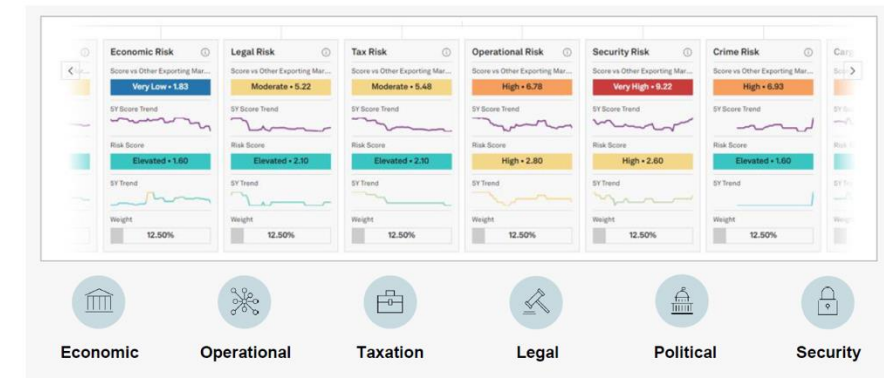 Economic Risk
Legal Risk
Tax Risk
Operational Risk
Security Risk
Crime Risk
Score vs Other Exporting Mar...
Score vs Other Exporting Mar...
Score vs Other Exporting Mar...
Score vs Other Exporting Mar...
Score vs Other Exporting Mar...
Score vs Other Exporting Mar...
Very Low • 1.83
Moderate • 5.22
Moderate • 5.48
High • 6.78
Very High • 9.22
High • 6.93
5Y Score Trend
5Y Score Trend
5Y Score Trend
5Y Score Trend
5Y Score Trend
5Y Score Trend
Risk Score
Risk Score
Risk Score
Risk Score
Risk Score
Risk Score
Elevated • 1.60
Elevated • 2.10
Elevated • 2.10
High • 2.80
High • 2.60
Elevated • 1.60
5Y Trend
5Y Trend
5Y Trend
5Y Trend
5Y Trend
5Y Trend
Weight
Weight
Weight
Weight
Weight
Weight
12.50%
12.50%
12.50%
12.50%
12.50%
12.50%
Economic
Operational
Taxation
Legal
Political
Security